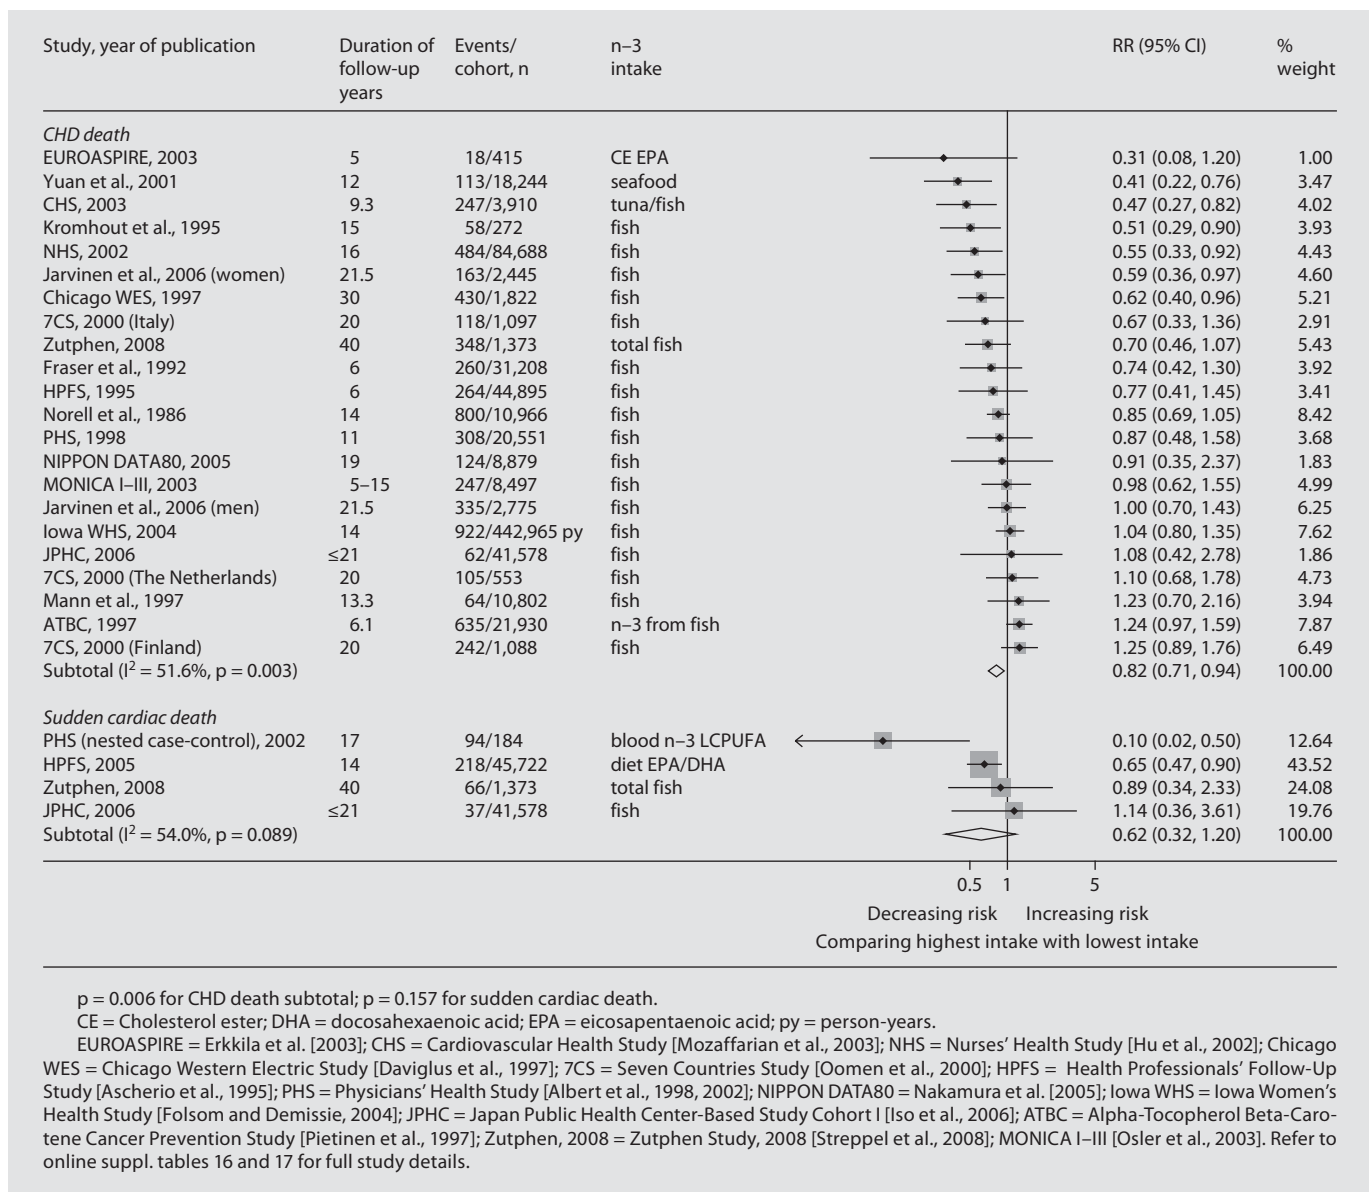 Study, year of publication Duration of follow-up years Events/ cohort, n n–3 intake RR (95% CI) % weight
CHD death
EUROASPIRE, 2003 5 18/415 CE EPA 0.31 (0.08, 1.20) 1.00
Yuan et al., 2001 12 113/18,244 seafood 0.41 (0.22, 0.76) 3.47
CHS, 2003 9.3 247/3,910 tuna/fish 0.47 (0.27, 0.82) 4.02
Kromhout et al., 1995 15 58/272 fish 0.51 (0.29, 0.90) 3.93
NHS, 2002 16 484/84,688 fish 0.55 (0.33, 0.92) 4.43
Jarvinen et al., 2006 (women) 21.5 163/2,445 fish 0.59 (0.36, 0.97) 4.60
Chicago WES, 1997 30 430/1,822 fish 0.62 (0.40, 0.96) 5.21
7CS, 2000 (Italy) 20 118/1,097 fish 0.67 (0.33, 1.36) 2.91
Zutphen, 2008 40 348/1,373 total fish 0.70 (0.46, 1.07) 5.43
Fraser et al., 1992 6 260/31,208 fish 0.74 (0.42, 1.30) 3.92
HPFS, 1995 6 264/44,895 fish 0.77 (0.41, 1.45) 3.41
Norell et al., 1986 14 800/10,966 fish 0.85 (0.69, 1.05) 8.42
PHS, 1998 11 308/20,551 fish 0.87 (0.48, 1.58) 3.68
NIPPON DATA80, 2005 19 124/8,879 fish 0.91 (0.35, 2.37) 1.83
MONICA I–III, 2003 5–15 247/8,497 fish 0.98 (0.62, 1.55) 4.99
Jarvinen et al., 2006 (men) 21.5 335/2,775 fish 1.00 (0.70, 1.43) 6.25
Iowa WHS, 2004 14 922/442,965 py fish 1.04 (0.80, 1.35) 7.62
JPHC, 2006 ≤21 62/41,578 fish 1.08 (0.42, 2.78) 1.86
7CS, 2000 (The Netherlands) 20 105/553 fish 1.10 (0.68, 1.78) 4.73
Mann et al., 1997 13.3 64/10,802 fish 1.23 (0.70, 2.16) 3.94
ATBC, 1997 6.1 635/21,930 n–3 from fish 1.24 (0.97, 1.59) 7.87
7CS, 2000 (Finland) 20 242/1,088 fish 1.25 (0.89, 1.76) 6.49
Subtotal (I² = 51.6%, p = 0.003) 0.82 (0.71, 0.94) 100.00
Sudden cardiac death
PHS (nested case-control), 2002 17 94/184 blood n–3 LCPUFA 0.10 (0.02, 0.50) 12.64
HPFS, 2005 14 218/45,722 diet EPA/DHA 0.65 (0.47, 0.90) 43.52
Zutphen, 2008 40 66/1,373 total fish 0.89 (0.34, 2.33) 24.08
JPHC, 2006 ≤21 37/41,578 fish 1.14 (0.36, 3.61) 19.76
Subtotal (I² = 54.0%, p = 0.089) 0.62 (0.32, 1.20) 100.00
0.5 1 5
Decreasing risk Increasing risk
Comparing highest intake with lowest intake
p = 0.006 for CHD death subtotal; p = 0.157 for sudden cardiac death.
CE = Cholesterol ester; DHA = docosahexaenoic acid; EPA = eicosapentaenoic acid; py = person-years.
EUROASPIRE = Erkkila et al. [2003]; CHS = Cardiovascular Health Study [Mozaffarian et al., 2003]; NHS = Nurses’ Health Study [Hu et al., 2002]; Chicago
WES = Chicago Western Electric Study [Daviglus et al., 1997]; 7CS = Seven Countries Study [Oomen et al., 2000]; HPFS = Health Professionals’ Follow-Up
Study [Ascherio et al., 1995]; PHS = Physicians’ Health Study [Albert et al., 1998, 2002]; NIPPON DATA80 = Nakamura et al. [2005]; Iowa WHS = Iowa Women’s
Health Study [Folsom and Demissie, 2004]; JPHC = Japan Public Health Center-Based Study Cohort I [Iso et al., 2006]; ATBC = Alpha-Tocopherol Beta-Caro-
tene Cancer Prevention Study [Pietinen et al., 1997]; Zutphen, 2008 = Zutphen Study, 2008 [Streppel et al., 2008]; MONICA I–III [Osler et al., 2003]. Refer to
online suppl. tables 16 and 17 for full study details.